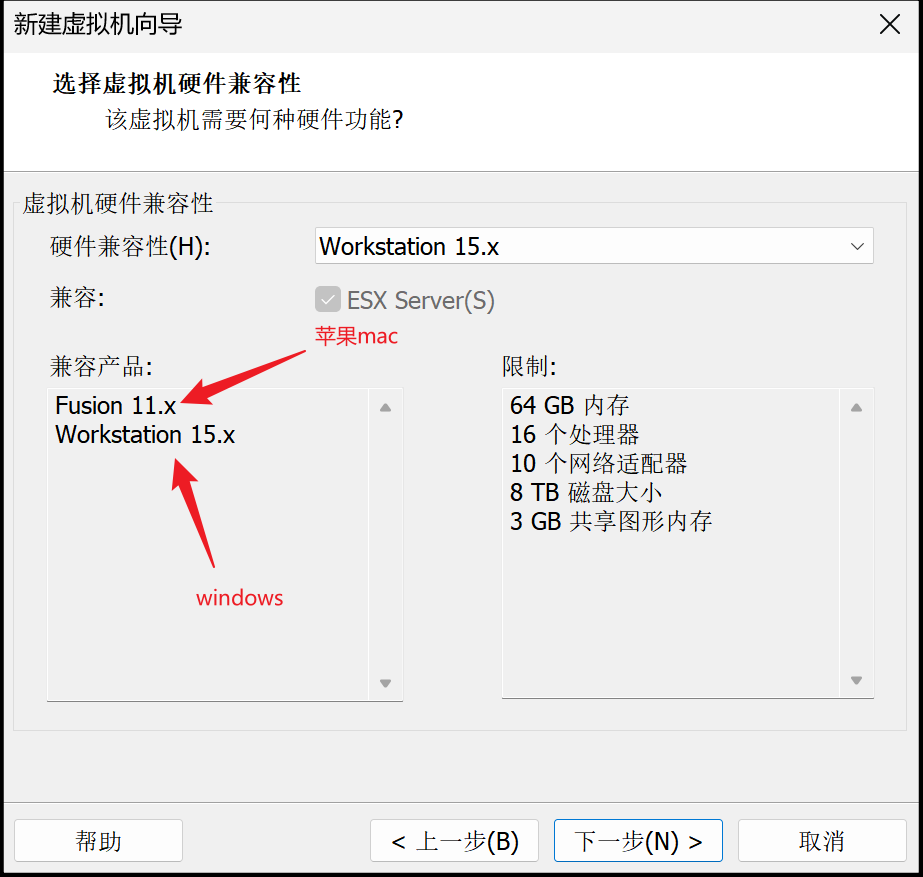 新建虚拟机向导
选择虚拟机硬件兼容性
该虚拟机需要何种硬件功能?
虚拟机硬件兼容性
硬件兼容性(H):
Workstation 15.x
兼容:
ESX Server(S)
苹果mac
兼容产品:
Fusion 11.x
Workstation 15.x
windows
限制:
64 GB 内存
16 个处理器
10 个网络适配器
8 TB 磁盘大小
3 GB 共享图形内存
帮助
< 上一步(B)
下一步(N) >
取消